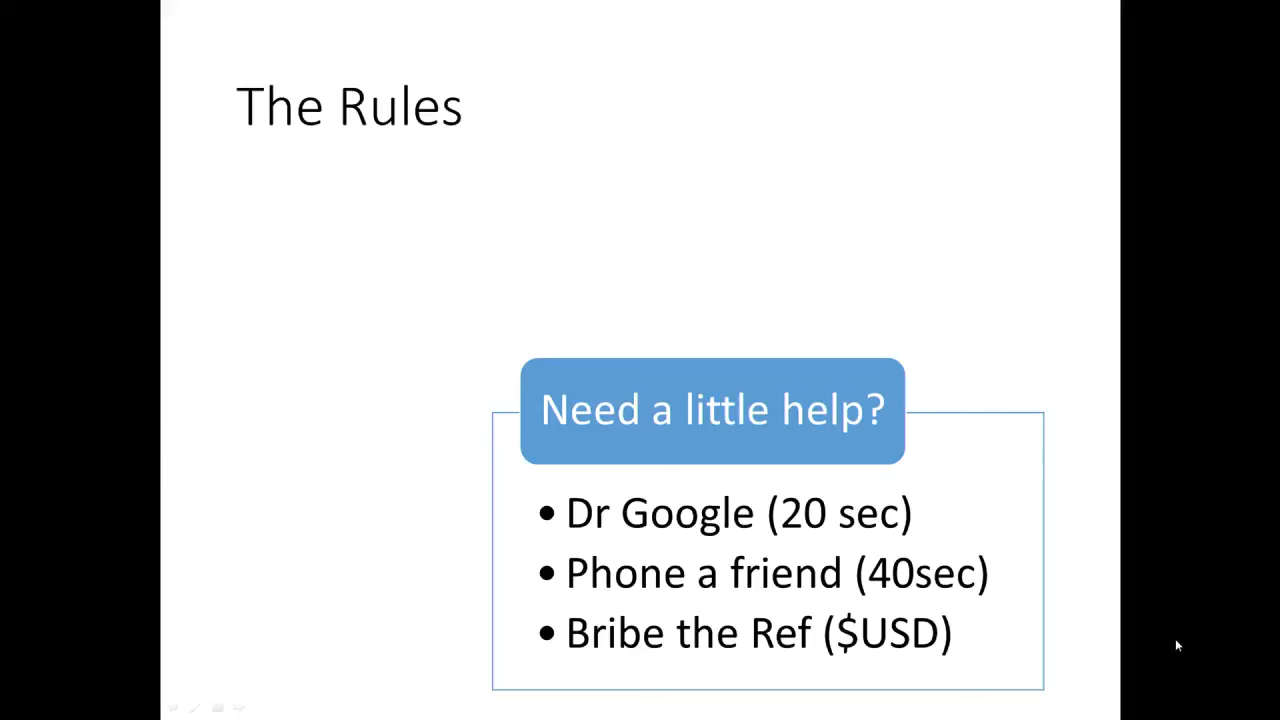 The Rules
Need a little help?
• Dr Google (20 sec)
• Phone a friend (40sec)
• Bribe the Ref ($USD)